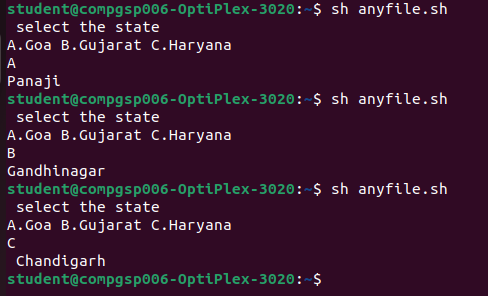 student@compgsp006-OptiPlex-3020:~$ sh anyfile.sh
 select the state
A.Goa B.Gujarat C.Haryana
A
Panaji
student@compgsp006-OptiPlex-3020:~$ sh anyfile.sh
 select the state
A.Goa B.Gujarat C.Haryana
B
Gandhinagar
student@compgsp006-OptiPlex-3020:~$ sh anyfile.sh
 select the state
A.Goa B.Gujarat C.Haryana
C
 Chandigarh
student@compgsp006-OptiPlex-3020:~$